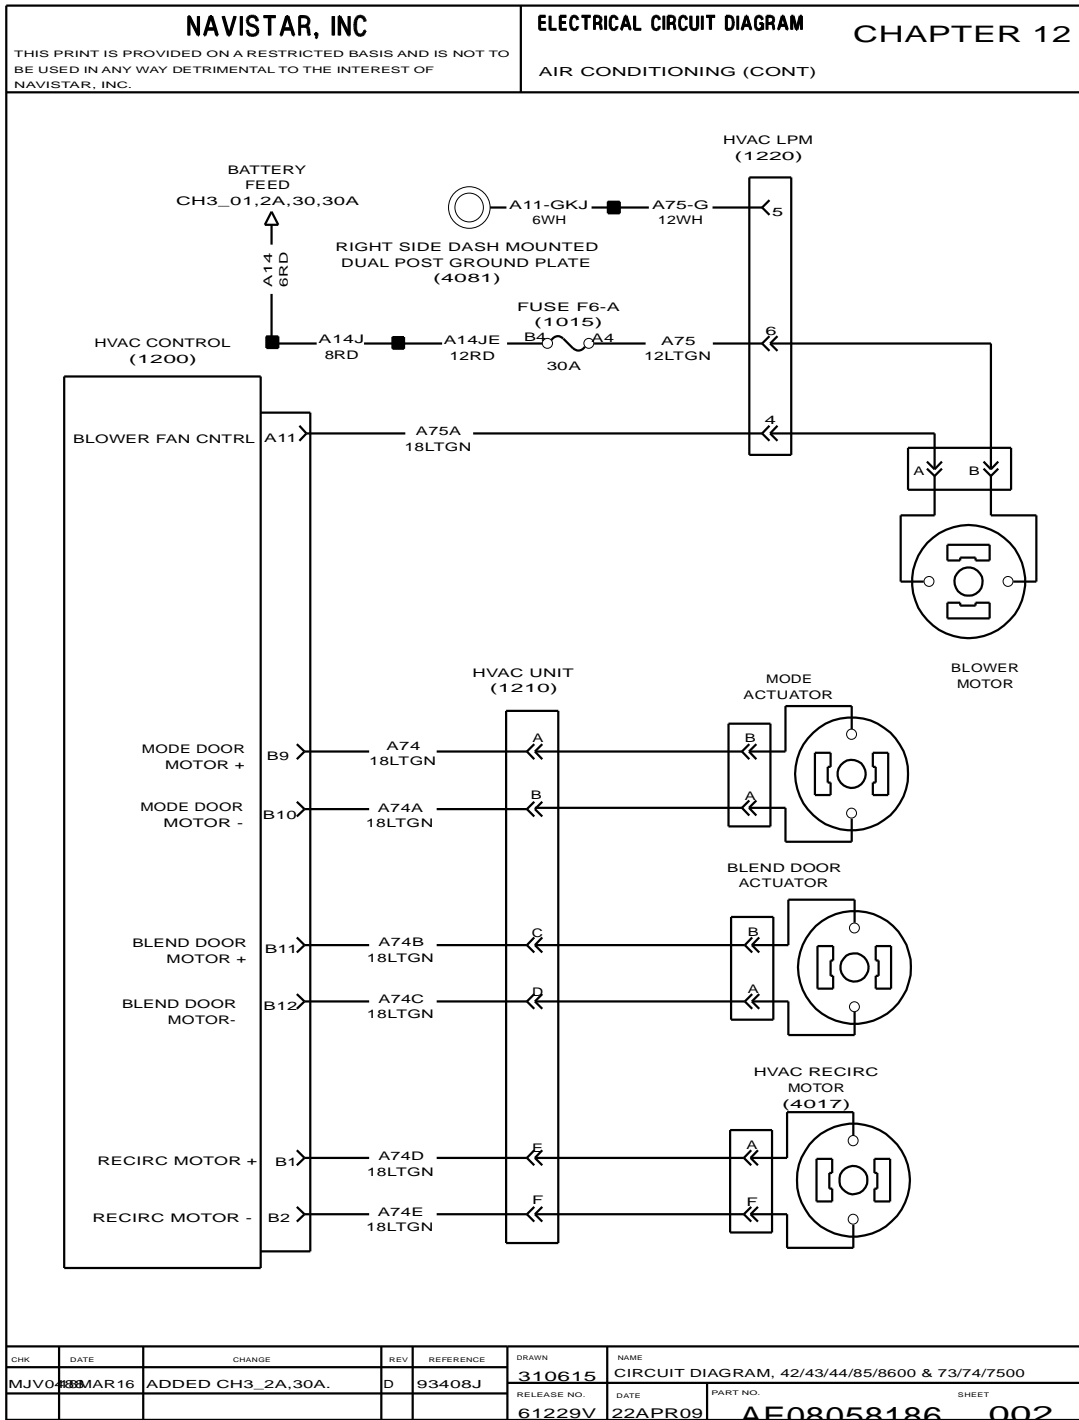 NAVISTAR, INC
THIS PRINT IS PROVIDED ON A RESTRICTED BASIS AND IS NOT TO
BE USED IN ANY WAY DETRIMENTAL TO THE INTEREST OF
NAVISTAR, INC.
ELECTRICAL CIRCUIT DIAGRAM
CHAPTER 12
AIR CONDITIONING (CONT)
HVAC LPM
(1220)
BATTERY
FEED
CH3_01,2A,30,30A
A11-GKJ
6WH
A75-G
12WH
5
RIGHT SIDE DASH MOUNTED
DUAL POST GROUND PLATE
(4081)
A14
6RD
FUSE F6-A
(1015)
HVAC CONTROL
(1200)
A14J
8RD
A14JE
12RD
B4
A4
30A
A75
12LTGN
6
BLOWER FAN CNTRL
A11
A75A
18LTGN
4
A
B
BLOWER
MOTOR
HVAC UNIT
(1210)
MODE
ACTUATOR
MODE DOOR
MOTOR +
B9
A74
18LTGN
A
B
MODE DOOR
MOTOR -
B10
A74A
18LTGN
B
A
BLEND DOOR
ACTUATOR
BLEND DOOR
MOTOR +
B11
A74B
18LTGN
C
B
BLEND DOOR
MOTOR-
B12
A74C
18LTGN
D
A
HVAC RECIRC
MOTOR
(4017)
RECIRC MOTOR +
B1
A74D
18LTGN
E
A
RECIRC MOTOR -
B2
A74E
18LTGN
F
F
CHK
DATE
CHANGE
REV
REFERENCE
DRAWN
NAME
ADDED CH3_2A,30A.
D
93408J
310615
CIRCUIT DIAGRAM, 42/43/44/85/8600 & 73/74/7500
RELEASE NO.
DATE
PART NO.
SHEET
61229V
22APR09
AE08058186
002